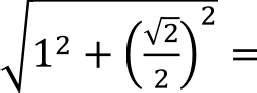 √(1² + (√2/2)²) =